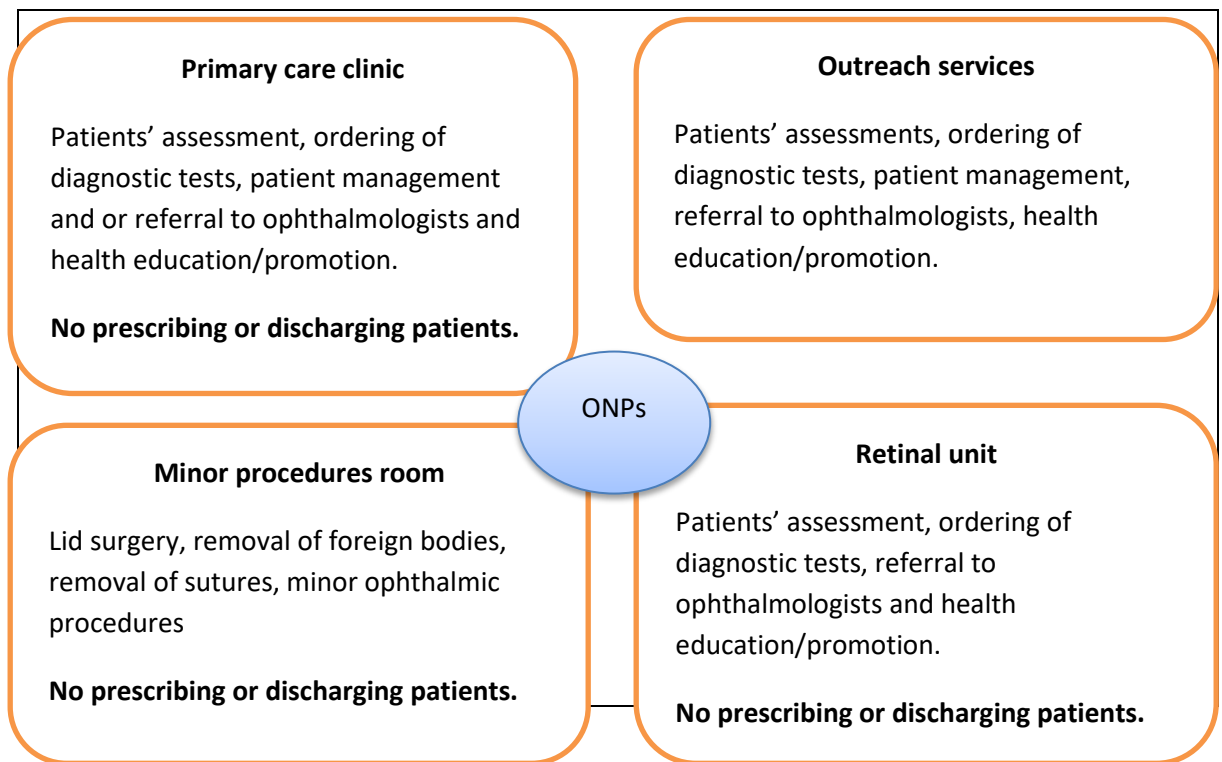 Primary care clinic
Patients’ assessment, ordering of
diagnostic tests, patient management
and or referral to ophthalmologists and
health education/promotion.
No prescribing or discharging patients.
Outreach services
Patients’ assessments, ordering of
diagnostic tests, patient management,
referral to ophthalmologists, health
education/promotion.
ONPs
Minor procedures room
Lid surgery, removal of foreign bodies,
removal of sutures, minor ophthalmic
procedures
No prescribing or discharging patients.
Retinal unit
Patients’ assessment, ordering of
diagnostic tests, referral to
ophthalmologists and health
education/promotion.
No prescribing or discharging patients.